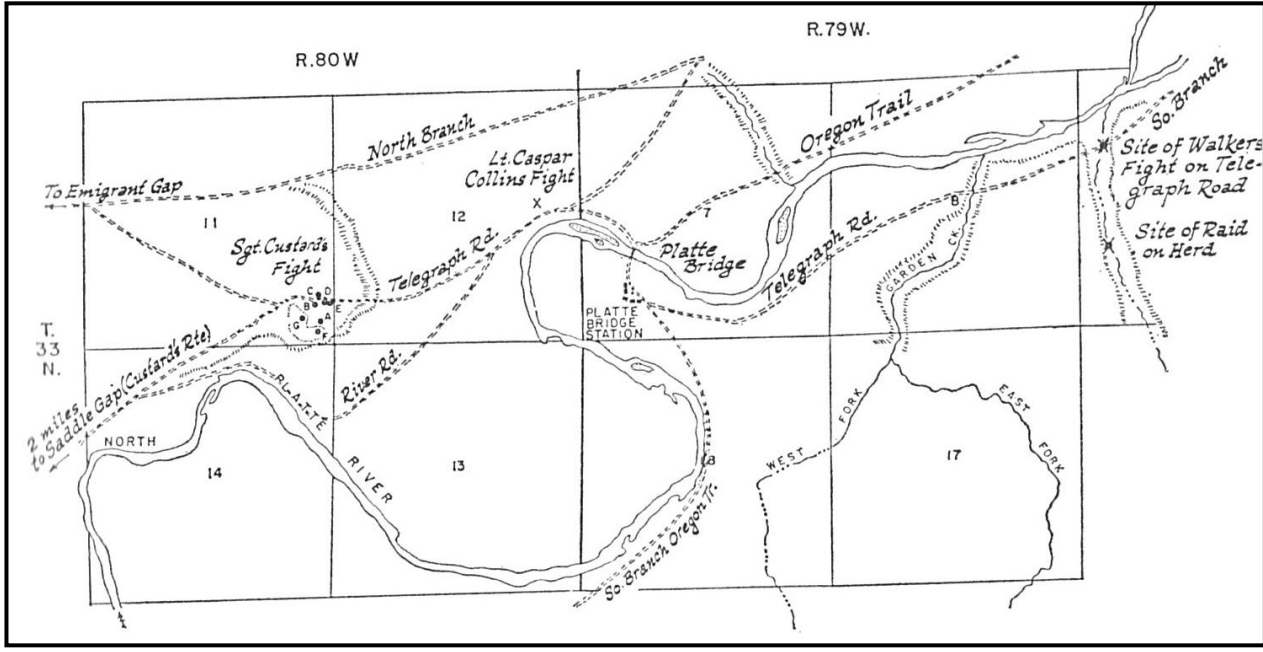 R.80W
R.79W.
North Branch
Oregon Trail
So. Branch
Lt. Caspar
Collins Fight
X
Site of Walkers
Fight on Tele-
graph Road
To Emigrant Gap
11
12
7
B
Sgt. Custards
Fight
Telegraph Rd.
Platte
Bridge
Telegraph Rd.
GARDEN CK.
Site of Raid
on Herd
C
D
B
E
A
G
F
PLATTE
BRIDGE
STATION
T.
33
N.
2 miles
to Saddle Gap (Custard's Rte)
River Rd.
NORTH
PLATTE
RIVER
14
13
B
So. Branch Oregon Tr.
WEST FORK
EAST FORK
17